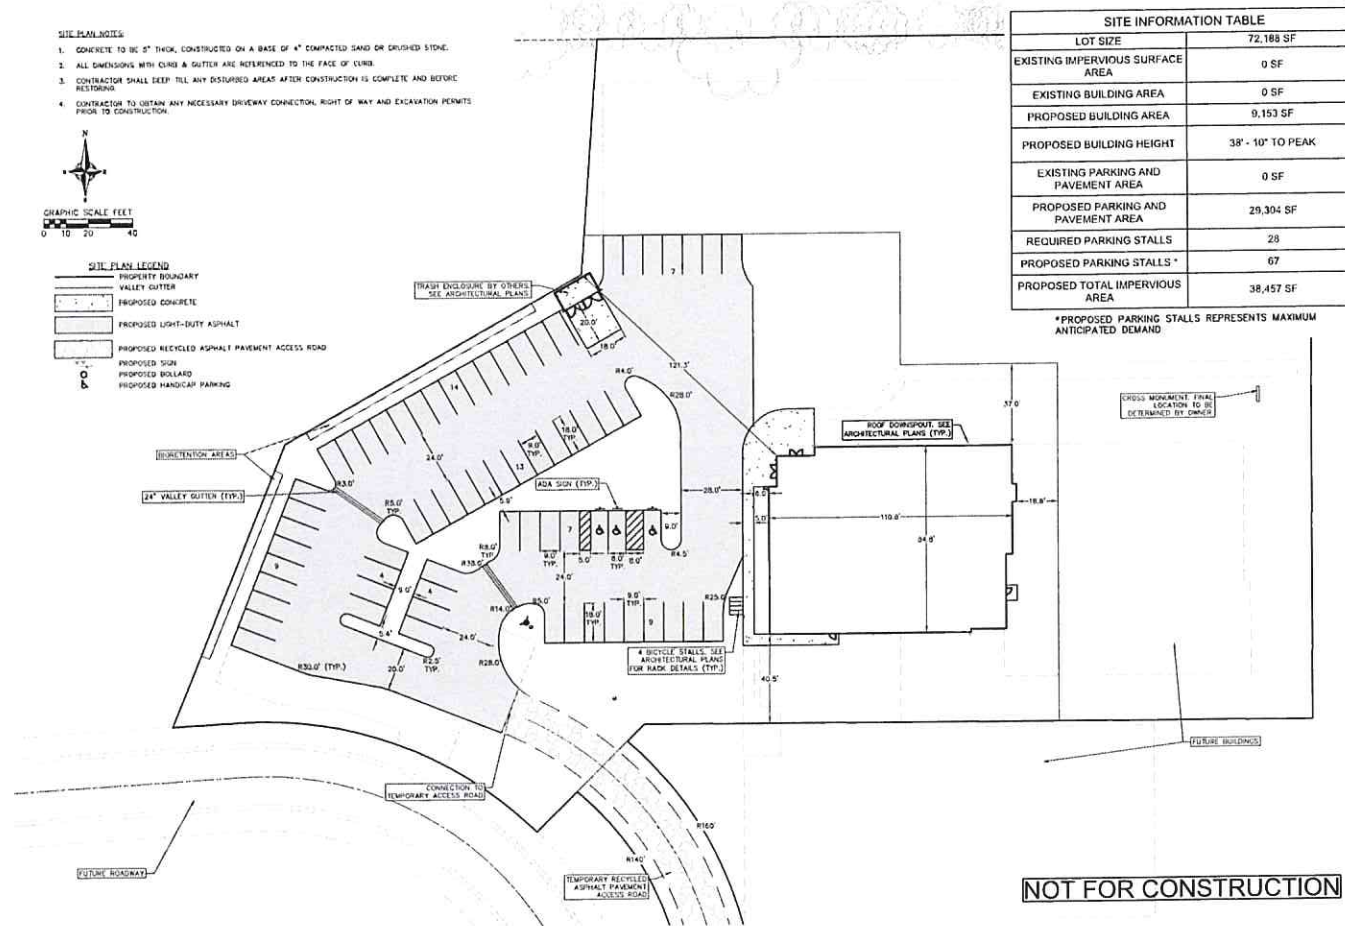 SITE PLAN NOTES:
1. CONCRETE TO BE 5" THICK, CONSTRUCTED ON A BASE OF 4" COMPACTED SAND OR CRUSHED STONE.
2. ALL DIMENSIONS WITH CURB & GUTTER ARE REFERENCED TO THE FACE OF CURB.
3. CONTRACTOR SHALL DEEP TILL ANY DISTURBED AREAS AFTER CONSTRUCTION IS COMPLETE AND BEFORE
RESTORING.
4. CONTRACTOR TO OBTAIN ANY NECESSARY DRIVEWAY CONNECTION, RIGHT OF WAY AND EXCAVATION PERMITS
PRIOR TO CONSTRUCTION.
N
GRAPHIC SCALE FEET
0 10 20 40
SITE PLAN LEGEND
PROPERTY BOUNDARY
VALLEY GUTTER
PROPOSED CONCRETE
PROPOSED LIGHT-DUTY ASPHALT
PROPOSED RECYCLED ASPHALT PAVEMENT ACCESS ROAD
PROPOSED SIGN
PROPOSED BOLLARD
PROPOSED HANDICAP PARKING
SITE INFORMATION TABLE
LOT SIZE 72,188 SF
EXISTING IMPERVIOUS SURFACE
AREA 0 SF
EXISTING BUILDING AREA 0 SF
PROPOSED BUILDING AREA 9,153 SF
PROPOSED BUILDING HEIGHT 38' - 10" TO PEAK
EXISTING PARKING AND
PAVEMENT AREA 0 SF
PROPOSED PARKING AND
PAVEMENT AREA 29,304 SF
REQUIRED PARKING STALLS 28
PROPOSED PARKING STALLS * 67
PROPOSED TOTAL IMPERVIOUS
AREA 38,457 SF
*PROPOSED PARKING STALLS REPRESENTS MAXIMUM
ANTICIPATED DEMAND
7
TRASH ENCLOSURE BY OTHERS.
SEE ARCHITECTURAL PLANS
20.0'
18.0'
121.3'
R4.0'
R28.0'
14
18.0'
TYP.
9.0'
TYP.
13
24.0'
5.9'
BIORETENTION AREAS
24" VALLEY GUTTER (TYP.)
R3.0'
R5.0'
TYP.
ADA SIGN (TYP.)
28.0'
ROOF DOWNSPOUT, SEE
ARCHITECTURAL PLANS (TYP.)
37.0'
CROSS MONUMENT, FINAL
LOCATION TO BE
DETERMINED BY OWNER
6.0'
5.0'
119.8'
84.8'
18.8'
7
9.0'
R4.5'
R8.0'
TYP.
R38.0'
9.0'
TYP.
5.0'
8.0'
TYP.
8.0'
24.0'
9
4
9.0'
4
5.4'
24.0'
R2.5'
TYP.
20.0'
R30.0' (TYP.)
R14.0'
R5.0'
R28.0'
18.0'
TYP.
9.0'
TYP.
9
R25.0'
4 BICYCLE STALLS, SEE
ARCHITECTURAL PLANS
FOR RACK DETAILS (TYP.)
40.5'
FUTURE BUILDINGS
CONNECTION TO
TEMPORARY ACCESS ROAD
FUTURE ROADWAY
R160'
R140'
TEMPORARY RECYCLED
ASPHALT PAVEMENT
ACCESS ROAD
NOT FOR CONSTRUCTION